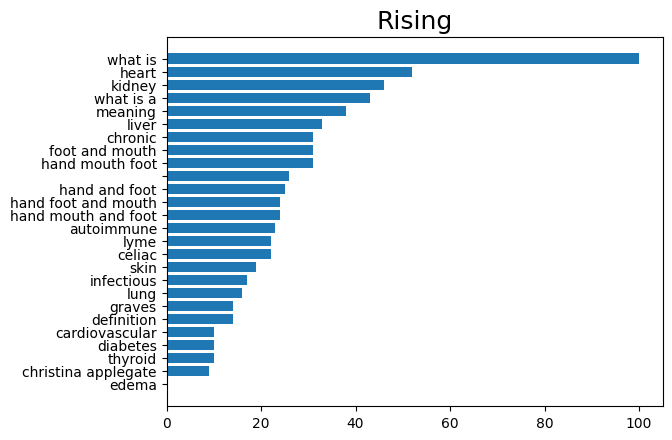 Rising
what is
heart
kidney
what is a
meaning
liver
chronic
foot and mouth
hand mouth foot
hand and foot
hand foot and mouth
hand mouth and foot
autoimmune
lyme
celiac
skin
infectious
lung
graves
definition
cardiovascular
diabetes
thyroid
christina applegate
edema
0 20 40 60 80 100